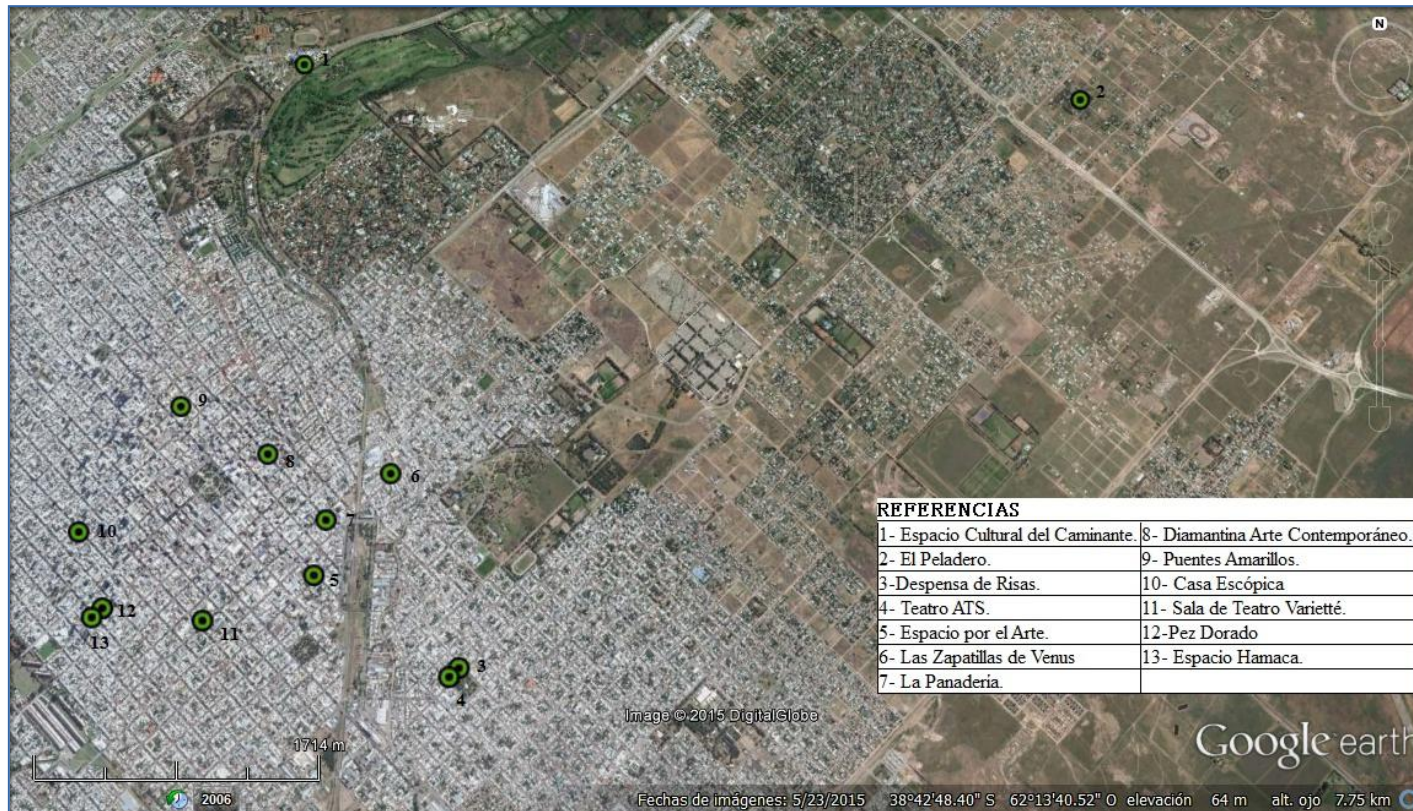 N
1
2
9
8
6
7
10
5
12
13
11
3
4
REFERENCIAS
1- Espacio Cultural del Caminante.
8- Diamantina Arte Contemporáneo.
2- El Peladero.
9- Puentes Amarillos.
3-Despensa de Risas.
10- Casa Escópica
4- Teatro ATS.
11- Sala de Teatro Varietté.
5- Espacio por el Arte.
12-Pez Dorado
6- Las Zapatillas de Venus
13- Espacio Hamaca.
7- La Panadería.
Image © 2015 DigitalGlobe
1714 m
Google earth
2006
Fechas de imágenes: 5/23/2015 38°42'48.40" S 62°13'40.52" O elevación 64 m alt. ojo 7.75 km